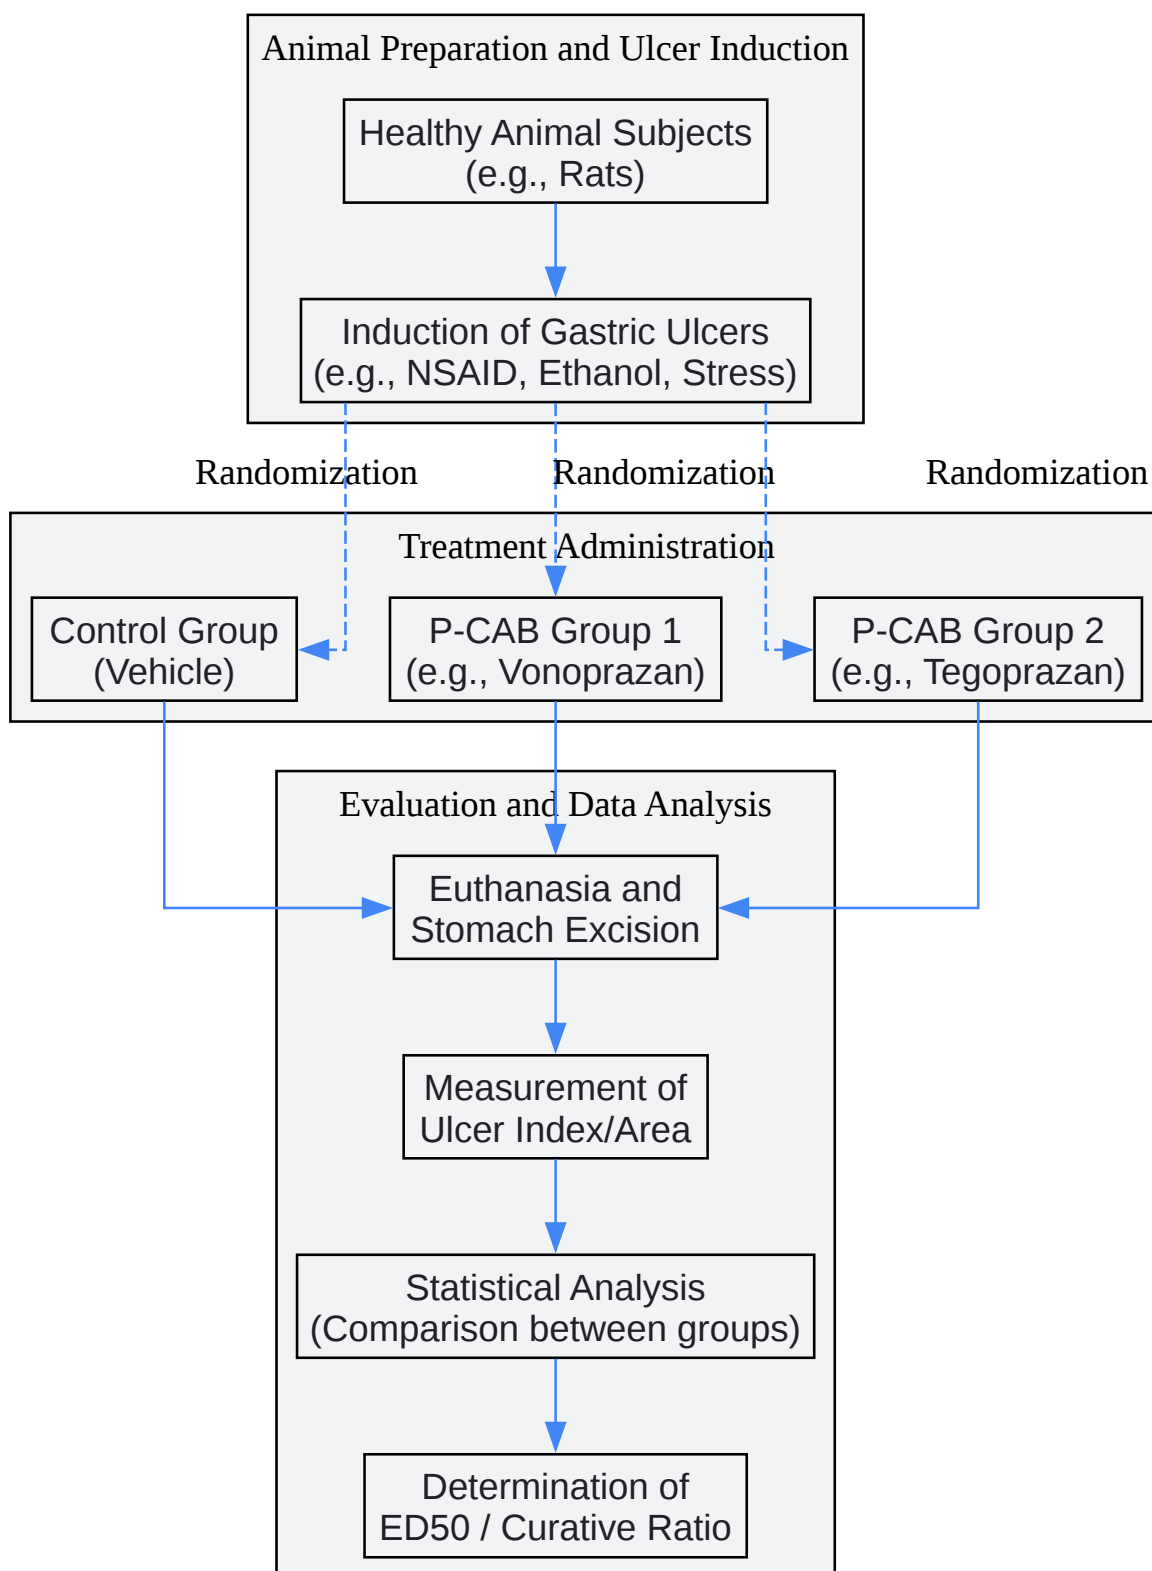 Animal Preparation and Ulcer Induction
Healthy Animal Subjects
(e.g., Rats)
Induction of Gastric Ulcers
(e.g., NSAID, Ethanol, Stress)
Randomization
Randomization
Randomization
Treatment Administration
Control Group
(Vehicle)
P-CAB Group 1
(e.g., Vonoprazan)
P-CAB Group 2
(e.g., Tegoprazan)
Evaluation and Data Analysis
Euthanasia and
Stomach Excision
Measurement of
Ulcer Index/Area
Statistical Analysis
(Comparison between groups)
Determination of
ED50 / Curative Ratio